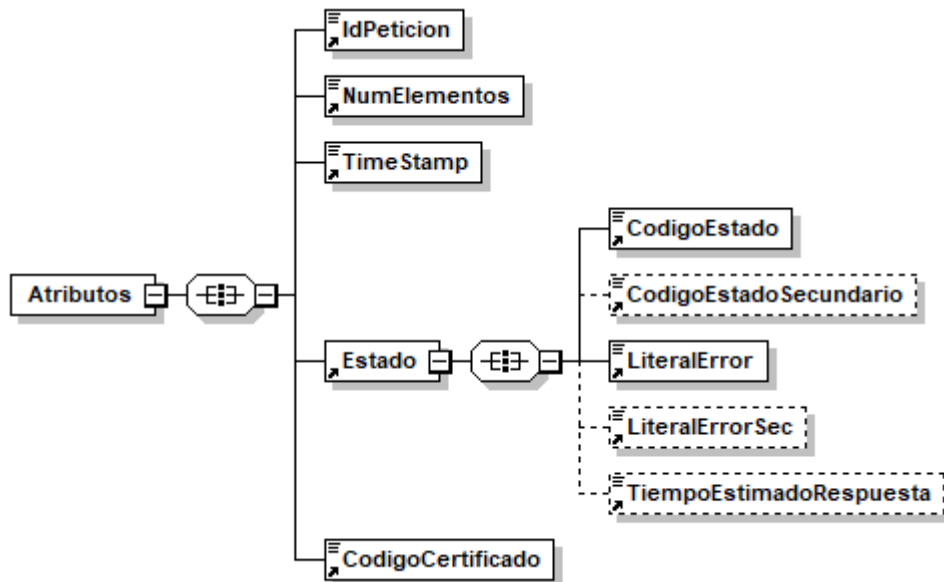 IdPeticion
NumElementos
TimeStamp
CodigoEstado
CodigoEstadoSecundario
Atributos
Estado
LiteralError
LiteralErrorSec
TiempoEstimadoRespuesta
CodigoCertificado